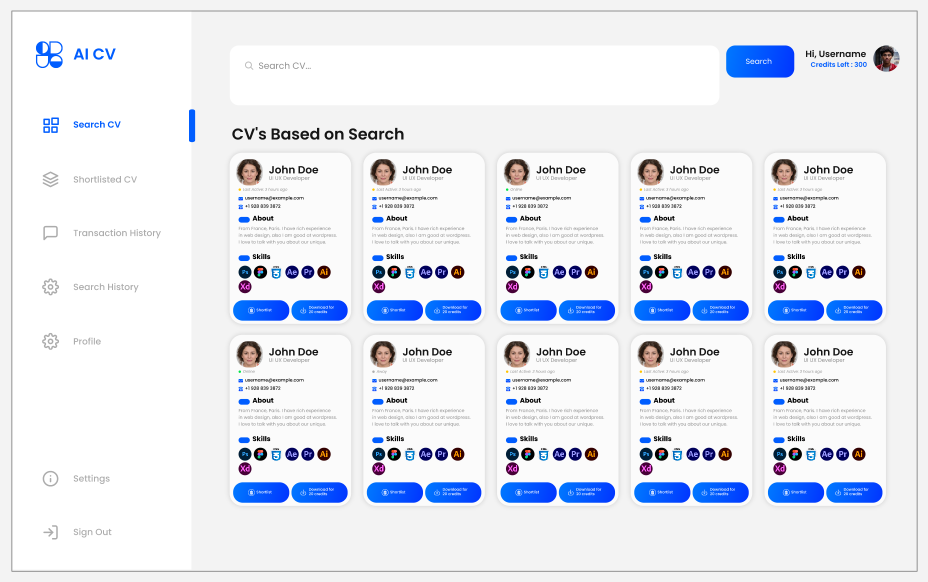 AI CV
Search CV
Shortlisted CV
Transaction History
Search History
Profile
Settings
Sign Out
Search CV...
Search
Hi, Username
Credits Left : 300
CV's Based on Search
John Doe
UI UX Developer
Last Active: 3 hours ago
username@example.com
+1 928 839 3872
About
From France, Paris. I have rich experience
in web design, also I am good at wordpress.
I love to talk with you about our unique.
Skills
Ps
Ae
Pr
Ai
Xd
Shortlist
Download for
20 credits
John Doe
UI UX Developer
Last Active: 3 hours ago
username@example.com
+1 928 839 3872
About
From France, Paris. I have rich experience
in web design, also I am good at wordpress.
I love to talk with you about our unique.
Skills
Ps
Ae
Pr
Ai
Xd
Shortlist
Download for
20 credits
John Doe
UI UX Developer
Online
username@example.com
+1 928 839 3872
About
From France, Paris. I have rich experience
in web design, also I am good at wordpress.
I love to talk with you about our unique.
Skills
Ps
Ae
Pr
Ai
Xd
Shortlist
Download for
20 credits
John Doe
UI UX Developer
Last Active: 3 hours ago
username@example.com
+1 928 839 3872
About
From France, Paris. I have rich experience
in web design, also I am good at wordpress.
I love to talk with you about our unique.
Skills
Ps
Ae
Pr
Ai
Xd
Shortlist
Download for
20 credits
John Doe
UI UX Developer
Last Active: 3 hours ago
username@example.com
+1 928 839 3872
About
From France, Paris. I have rich experience
in web design, also I am good at wordpress.
I love to talk with you about our unique.
Skills
Ps
Ae
Pr
Ai
Xd
Shortlist
Download for
20 credits
John Doe
UI UX Developer
Online
username@example.com
+1 928 839 3872
About
From France, Paris. I have rich experience
in web design, also I am good at wordpress.
I love to talk with you about our unique.
Skills
Ps
Ae
Pr
Ai
Xd
Shortlist
Download for
20 credits
John Doe
UI UX Developer
Away
username@example.com
+1 928 839 3872
About
From France, Paris. I have rich experience
in web design, also I am good at wordpress.
I love to talk with you about our unique.
Skills
Ps
Ae
Pr
Ai
Xd
Shortlist
Download for
20 credits
John Doe
UI UX Developer
Last Active: 3 hours ago
username@example.com
+1 928 839 3872
About
From France, Paris. I have rich experience
in web design, also I am good at wordpress.
I love to talk with you about our unique.
Skills
Ps
Ae
Pr
Ai
Xd
Shortlist
Download for
20 credits
John Doe
UI UX Developer
Last Active: 3 hours ago
username@example.com
+1 928 839 3872
About
From France, Paris. I have rich experience
in web design, also I am good at wordpress.
I love to talk with you about our unique.
Skills
Ps
Ae
Pr
Ai
Xd
Shortlist
Download for
20 credits
John Doe
UI UX Developer
Last Active: 3 hours ago
username@example.com
+1 928 839 3872
About
From France, Paris. I have rich experience
in web design, also I am good at wordpress.
I love to talk with you about our unique.
Skills
Ps
Ae
Pr
Ai
Xd
Shortlist
Download for
20 credits